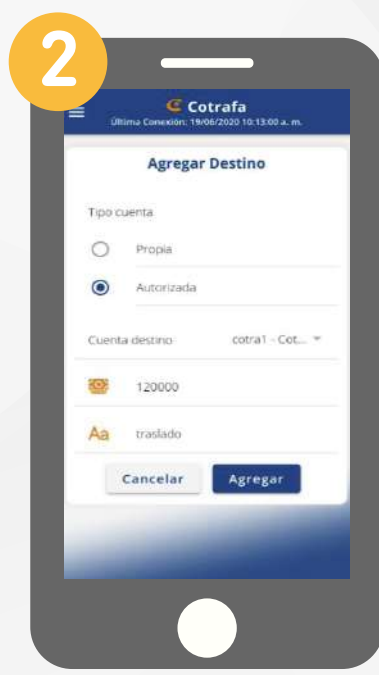 2
Cotrafa
Última Conexión: 19/06/2020 10:13:00 a. m.
Agregar Destino
Tipo cuenta
Propia
Autorizada
Cuenta destino cotra1 - Cot...
120000
Aa traslado
Cancelar Agregar